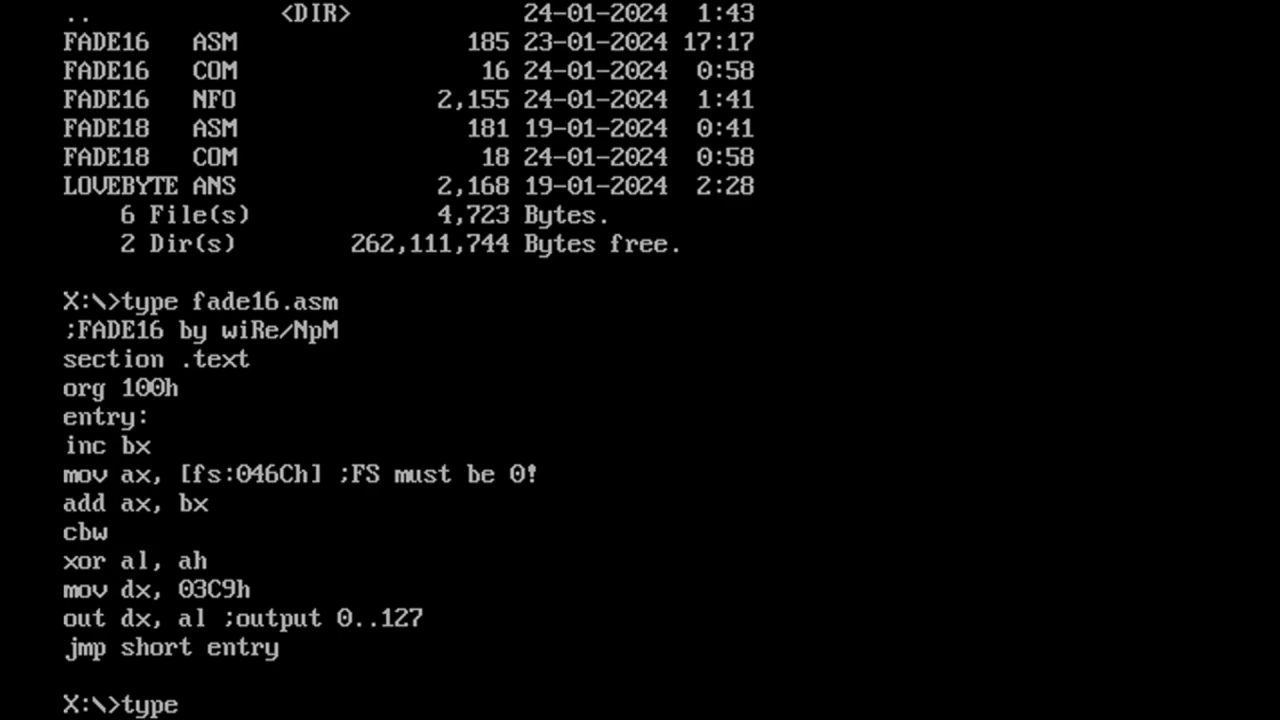 ..              <DIR>            24-01-2024  1:43
FADE16   ASM                185 23-01-2024 17:17
FADE16   COM                 16 24-01-2024  0:58
FADE16   NFO              2,155 24-01-2024  1:41
FADE18   ASM                181 19-01-2024  0:41
FADE18   COM                 18 24-01-2024  0:58
LOVEBYTE ANS              2,168 19-01-2024  2:28
    6 File(s)             4,723 Bytes.
    2 Dir(s)        262,111,744 Bytes free.
X:\>type fade16.asm
;FADE16 by wiRe/NpM
section .text
org 100h
entry:
inc bx
mov ax, [fs:046Ch] ;FS must be 0!
add ax, bx
cbw
xor al, ah
mov dx, 03C9h
out dx, al ;output 0..127
jmp short entry
X:\>type